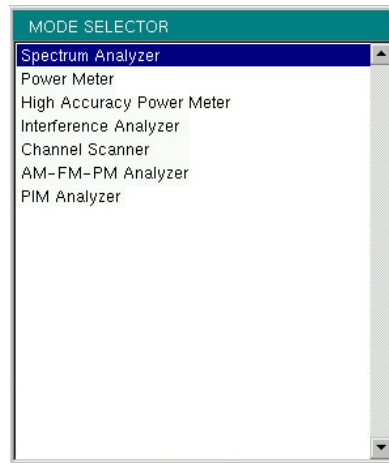 MODE SELECTOR
Spectrum Analyzer
Power Meter
High Accuracy Power Meter
Interference Analyzer
Channel Scanner
AM-FM-PM Analyzer
PIM Analyzer